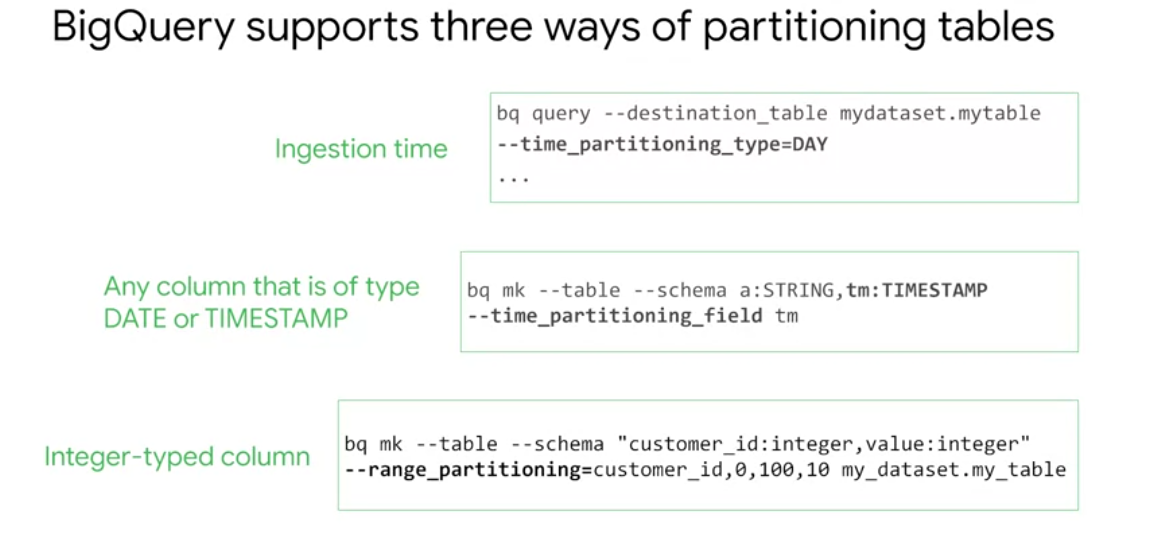 BigQuery supports three ways of partitioning tables
Ingestion time
bq query --destination_table mydataset.mytable
--time_partitioning_type=DAY
...
Any column that is of type
DATE or TIMESTAMP
bq mk --table --schema a:STRING,tm:TIMESTAMP
--time_partitioning_field tm
Integer-typed column
bq mk --table --schema "customer_id:integer,value:integer"
--range_partitioning=customer_id,0,100,10 my_dataset.my_table